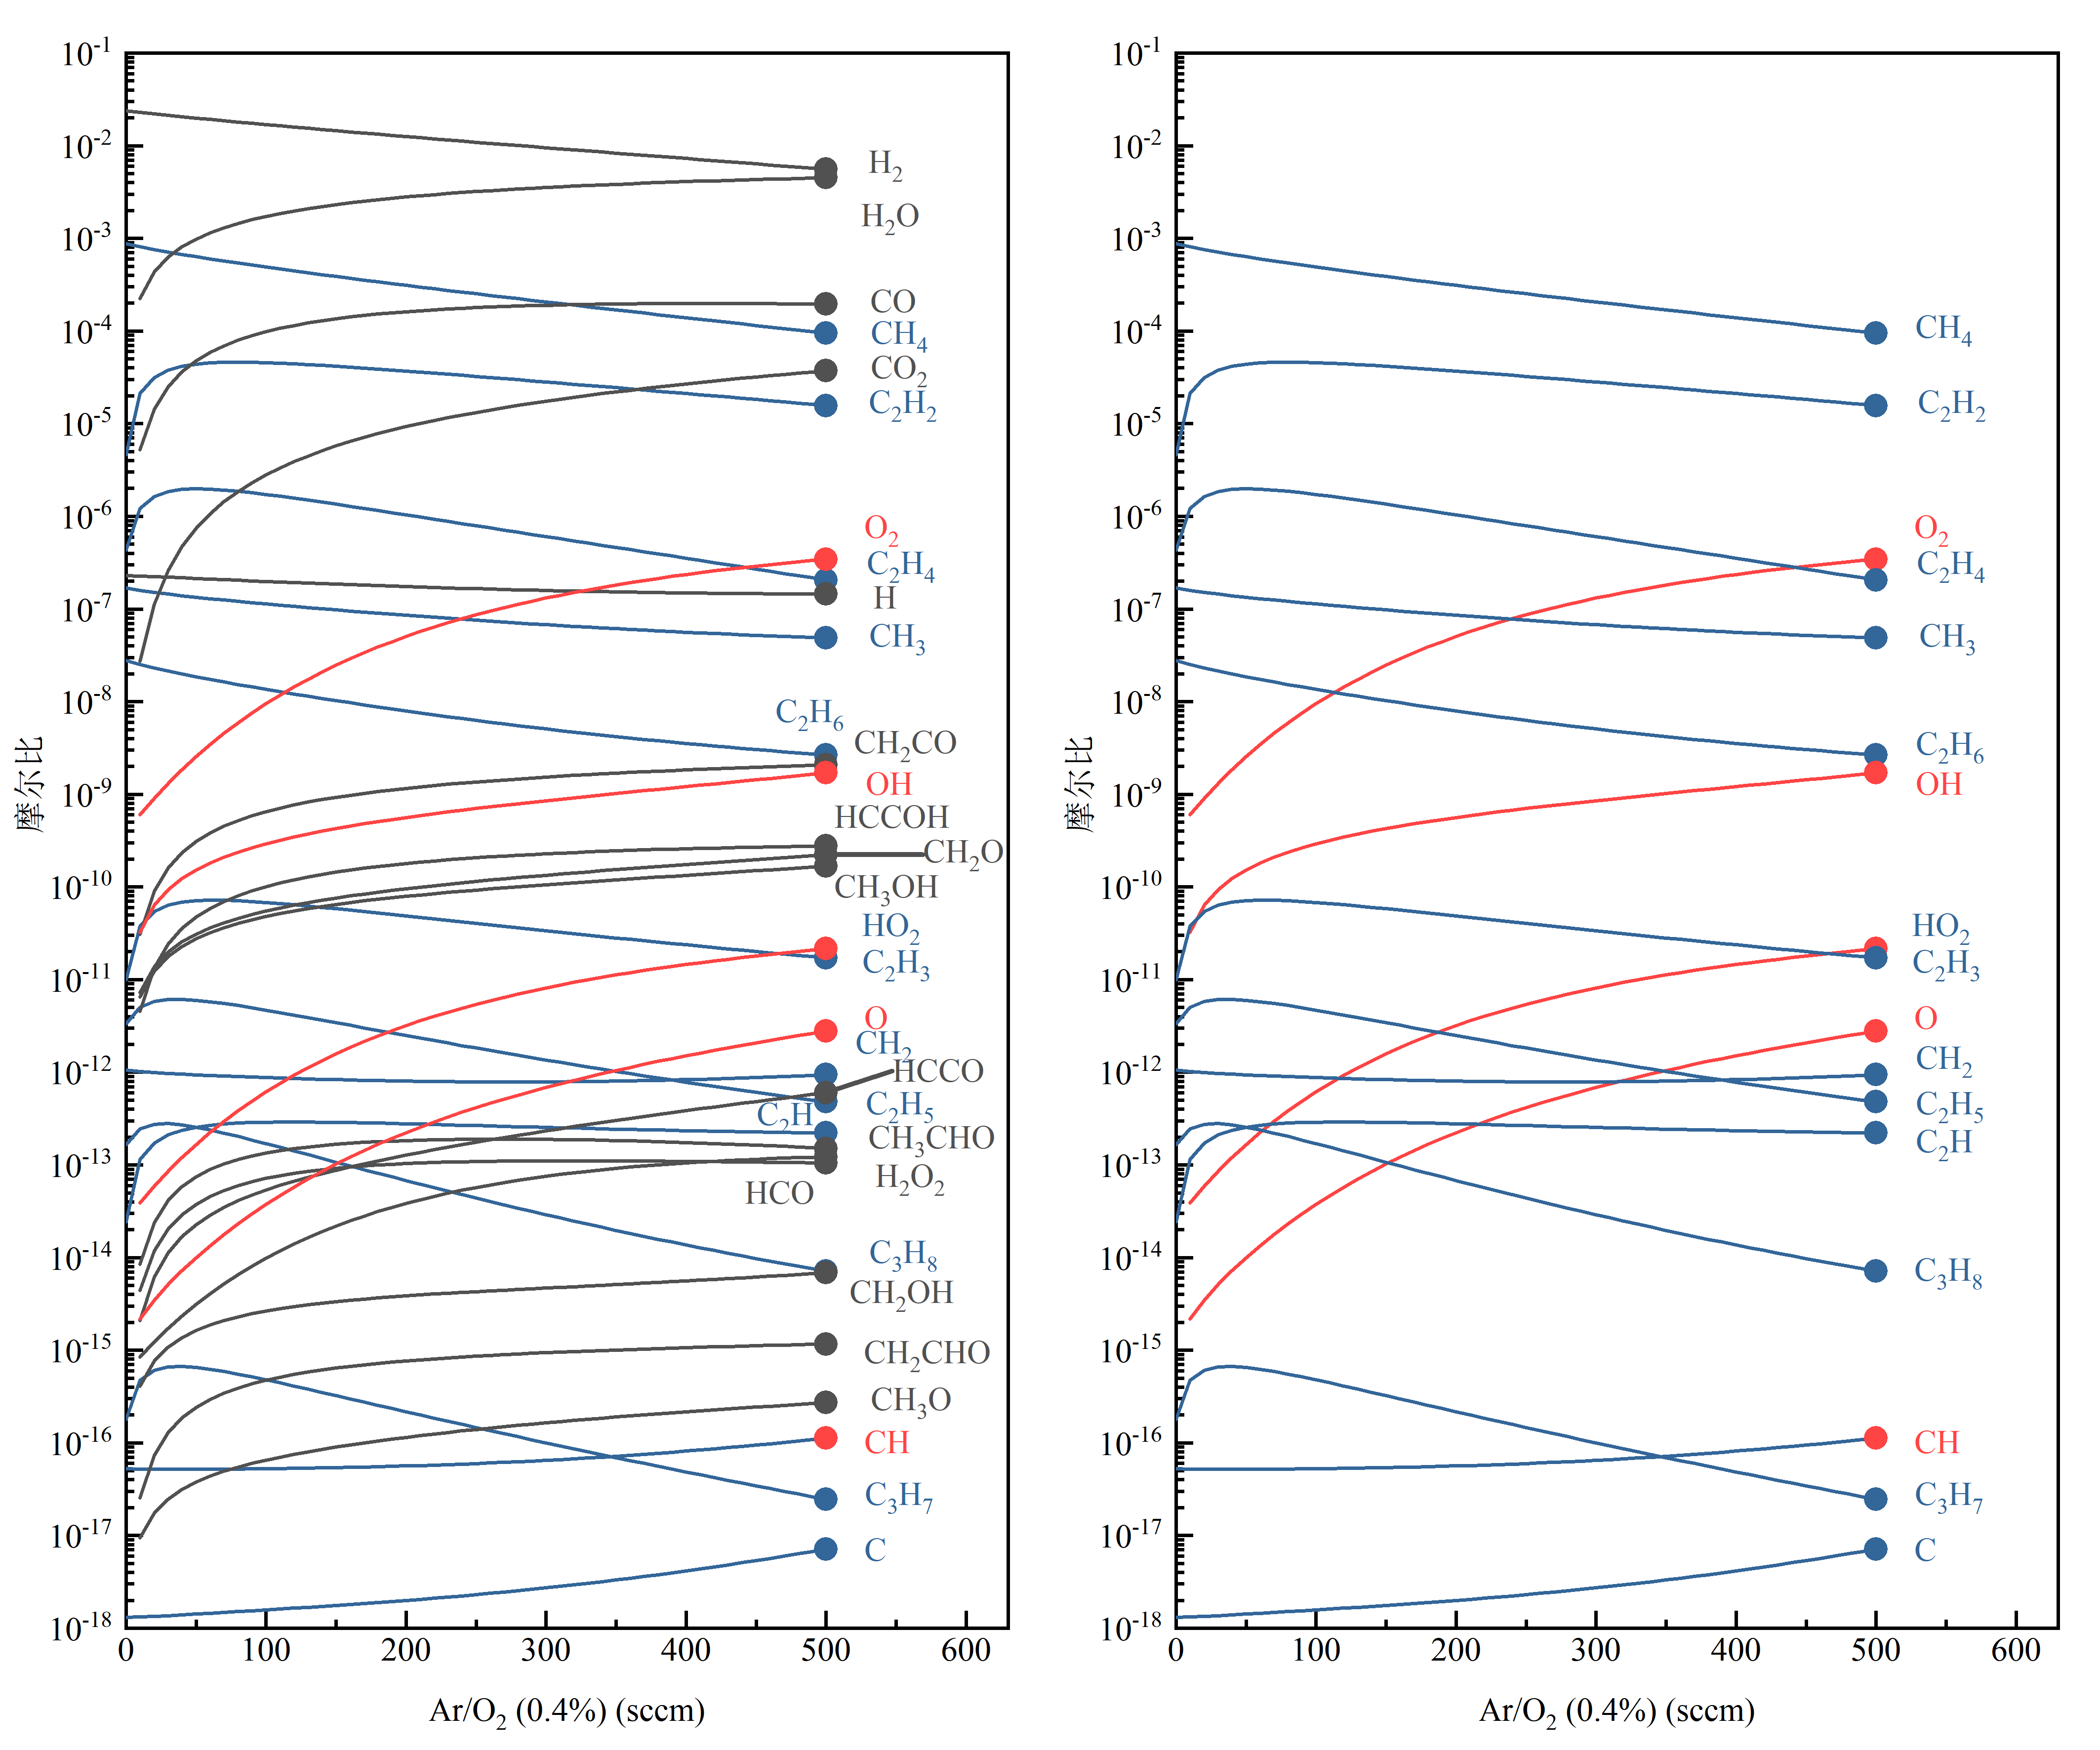 10-1
10-2
10-3
10-4
10-5
10-6
10-7
10-8
10-9
10-10
10-11
10-12
10-13
10-14
10-15
10-16
10-17
10-18
摩尔比
H2
H2O
CO
CH4
CO2
C2H2
O2
C2H4
H
CH3
C2H6
CH2CO
OH
HCCOH
CH2O
CH3OH
HO2
C2H3
O
CH2
HCCO
C2H5
C2H
CH3CHO
H2O2
HCO
C3H8
CH2OH
CH2CHO
CH3O
CH
C3H7
C
0 100 200 300 400 500 600
Ar/O2 (0.4%) (sccm)
10-1
10-2
10-3
10-4
10-5
10-6
10-7
10-8
10-9
10-10
10-11
10-12
10-13
10-14
10-15
10-16
10-17
10-18
摩尔比
CH4
C2H2
O2
C2H4
CH3
C2H6
OH
HO2
C2H3
O
CH2
C2H5
C2H
C3H8
CH
C3H7
C
0 100 200 300 400 500 600
Ar/O2 (0.4%) (sccm)